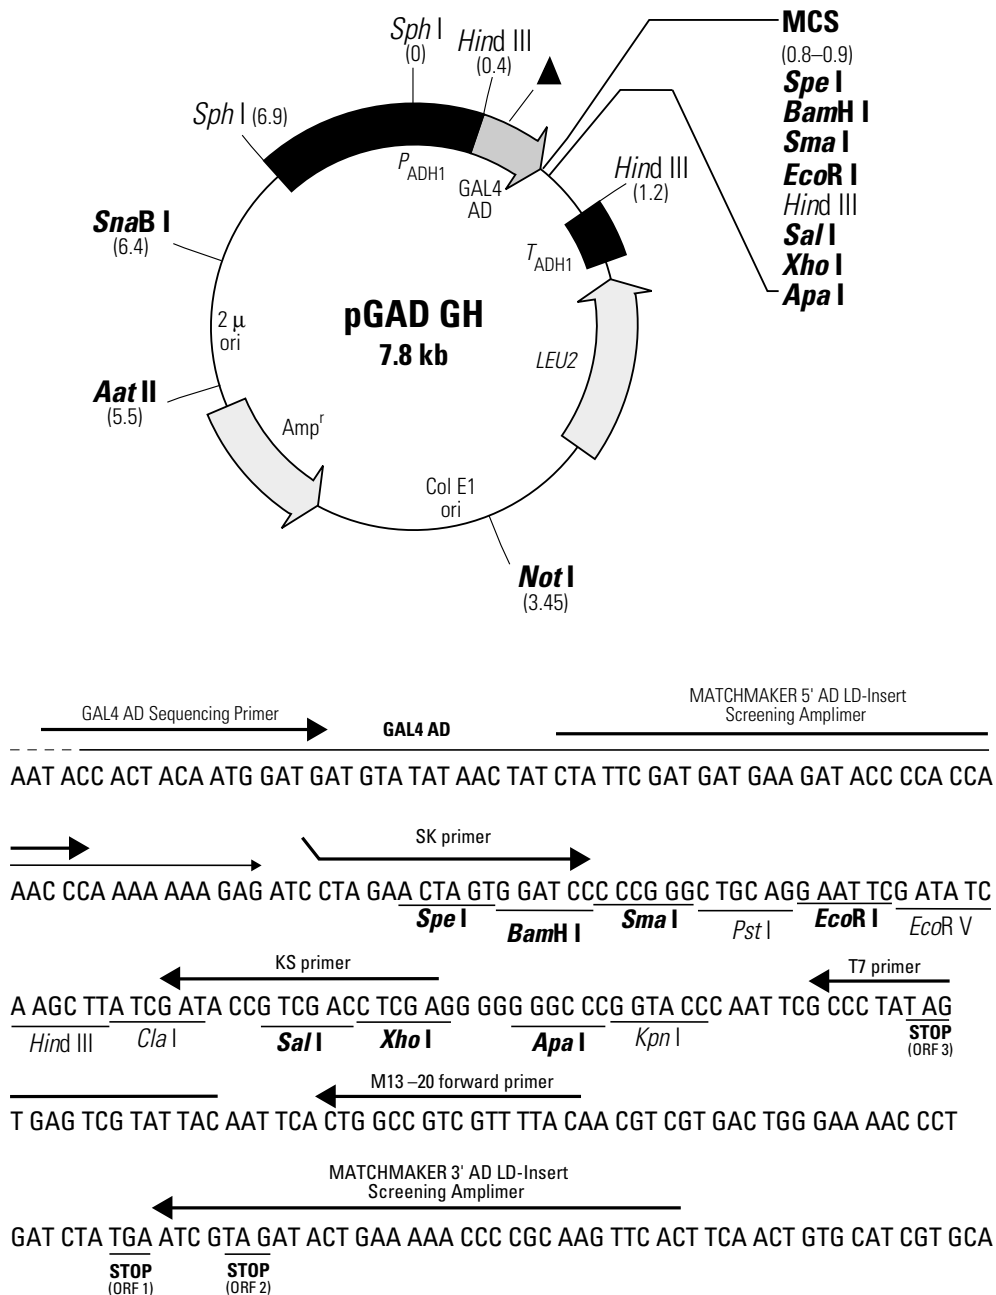 Sph I
(0)
Hind III
(0.4)
Sph I (6.9)
MCS
(0.8–0.9)
Spe I
BamH I
Sma I
EcoR I
Hind III
Sal I
Xho I
Apa I
PADH1
GAL4
AD
Hind III
(1.2)
TADH1
SnaB I
(6.4)
pGAD GH
7.8 kb
2 μ
ori
LEU2
Aat II
(5.5)
Ampr
Col E1
ori
Not I
(3.45)
GAL4 AD Sequencing Primer
GAL4 AD
MATCHMAKER 5' AD LD-Insert
Screening Amplimer
AAT ACC ACT ACA ATG GAT GAT GTA TAT AAC TAT CTA TTC GAT GAT GAA GAT ACC CCA CCA
SK primer
AAC CCA AAA AAA GAG ATC CTA GAA CTA GTG GAT CCC CCG GGC TGC AGG AAT TCG ATA TC
Spe I
BamH I
Sma I
Pst I
EcoR I
EcoR V
KS primer
T7 primer
A AGC TTA TCG ATA CCG TCG ACC TCG AGG GGG GGC CCG GTA CCC AAT TCG CCC TAT AG
Hind III
Cla I
Sal I
Xho I
Apa I
Kpn I
STOP
(ORF 3)
M13 –20 forward primer
T GAG TCG TAT TAC AAT TCA CTG GCC GTC GTT TTA CAA CGT CGT GAC TGG GAA AAC CCT
MATCHMAKER 3' AD LD-Insert
Screening Amplimer
GAT CTA TGA ATC GTA GAT ACT GAA AAA CCC CGC AAG TTC ACT TCA ACT GTG CAT CGT GCA
STOP
(ORF 1)
STOP
(ORF 2)